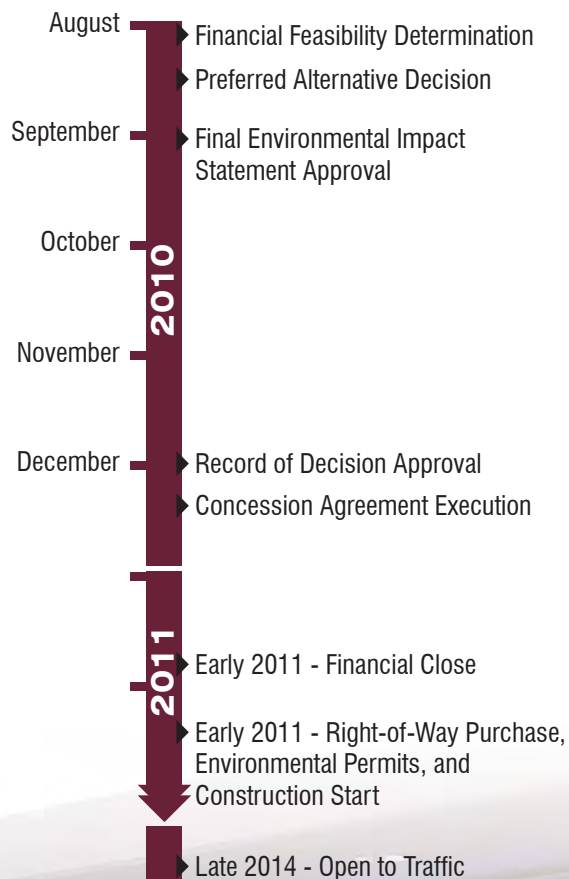 August
Financial Feasibility Determination
Preferred Alternative Decision
September
Final Environmental Impact
Statement Approval
October
2010
November
December
Record of Decision Approval
Concession Agreement Execution
2011
Early 2011 - Financial Close
Early 2011 - Right-of-Way Purchase,
Environmental Permits, and
Construction Start
Late 2014 - Open to Traffic